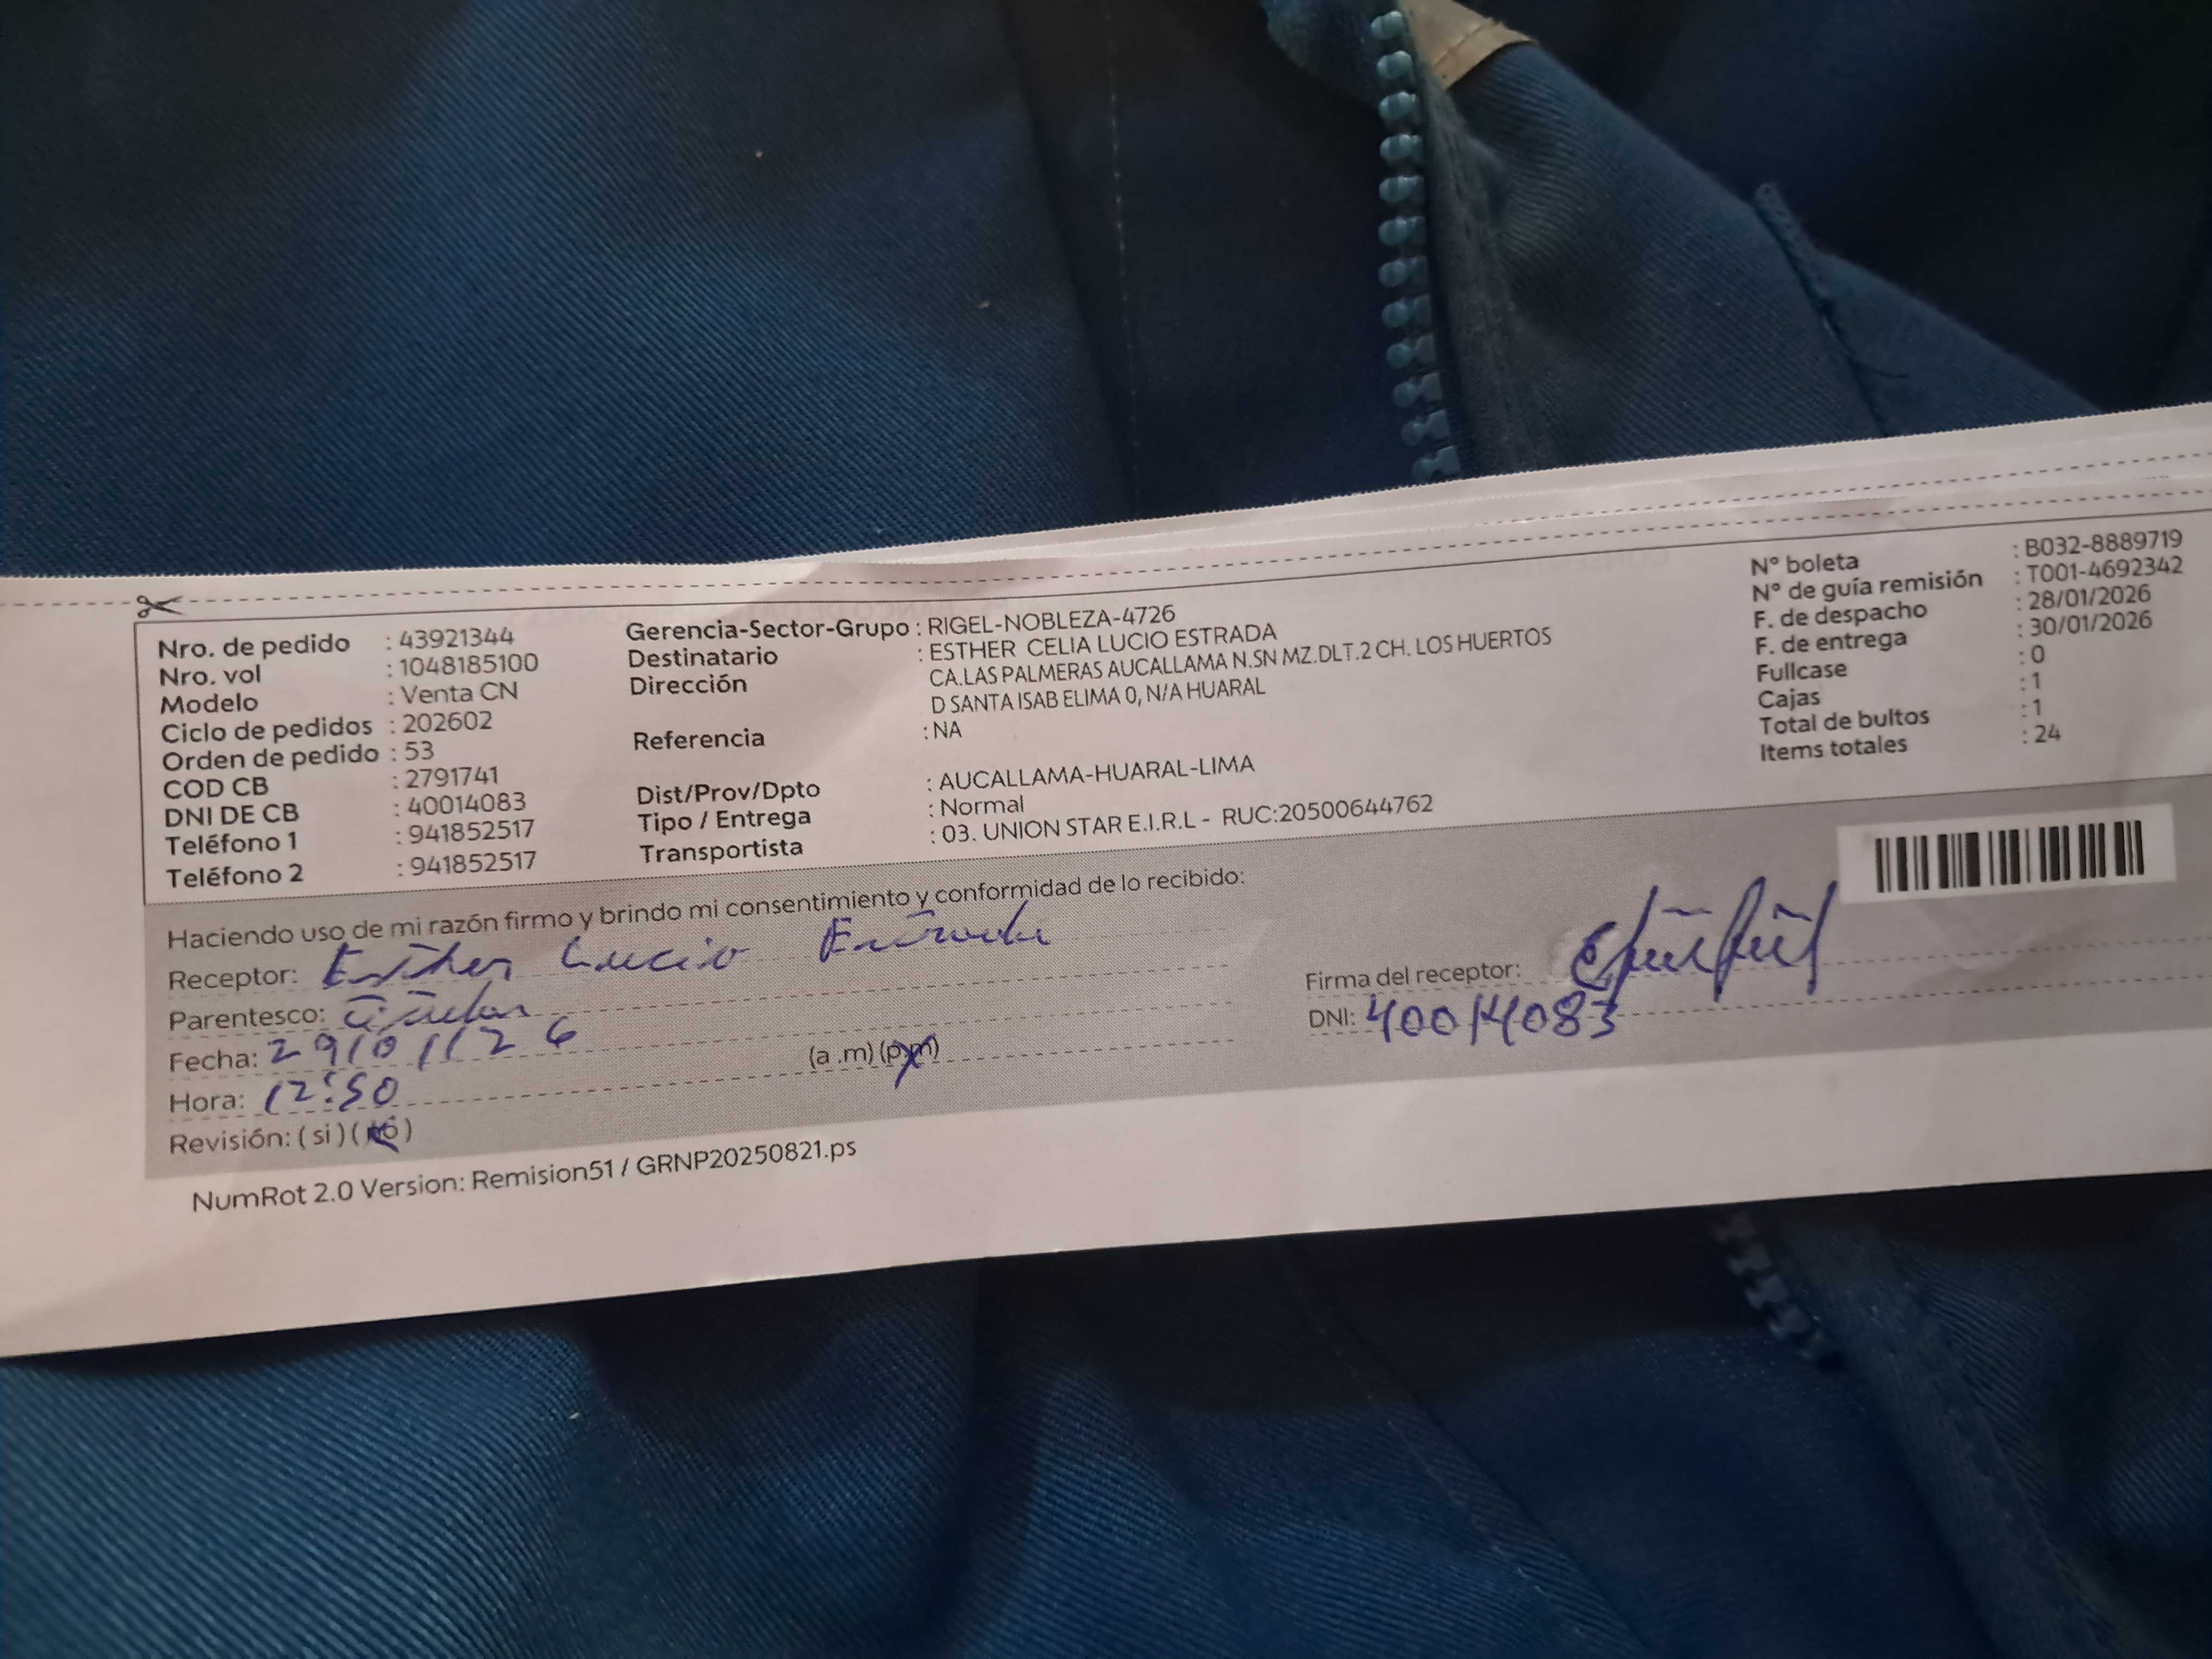 Nro. de pedido : 43921344
Nro. vol : 1048185100
Modelo : Venta CN
Ciclo de pedidos : 202602
Orden de pedido : 53
COD CB : 2791741
DNI DE CB : 40014083
Teléfono 1 : 941852517
Teléfono 2 : 941852517
Gerencia-Sector-Grupo : RIGEL-NOBLEZA-4726
Destinatario : ESTHER CELIA LUCIO ESTRADA
Dirección CA.LAS PALMERAS AUCALLAMA N.SN MZ.DLT.2 CH. LOS HUERTOS
D SANTA ISAB ELIMA 0, N/A HUARAL
Referencia : NA
Dist/Prov/Dpto : AUCALLAMA-HUARAL-LIMA
Tipo / Entrega : Normal
Transportista : 03. UNION STAR E.I.R.L - RUC:20500644762
N° boleta : B032-8889719
N° de guía remisión : T001-4692342
F. de despacho : 28/01/2026
F. de entrega : 30/01/2026
Fullcase : 0
Cajas : 1
Total de bultos : 1
Items totales : 24
Haciendo uso de mi razón firmo y brindo mi consentimiento y conformidad de lo recibido:
Receptor: Esther Lucio Estrada
Parentesco:
Fecha: 29/01/26
Hora: 12:50 (a .m) (p.m)
Revisión: ( si ) ( no )
Firma del receptor:
DNI: 40014083
NumRot 2.0 Version: Remision51 / GRNP20250821.ps